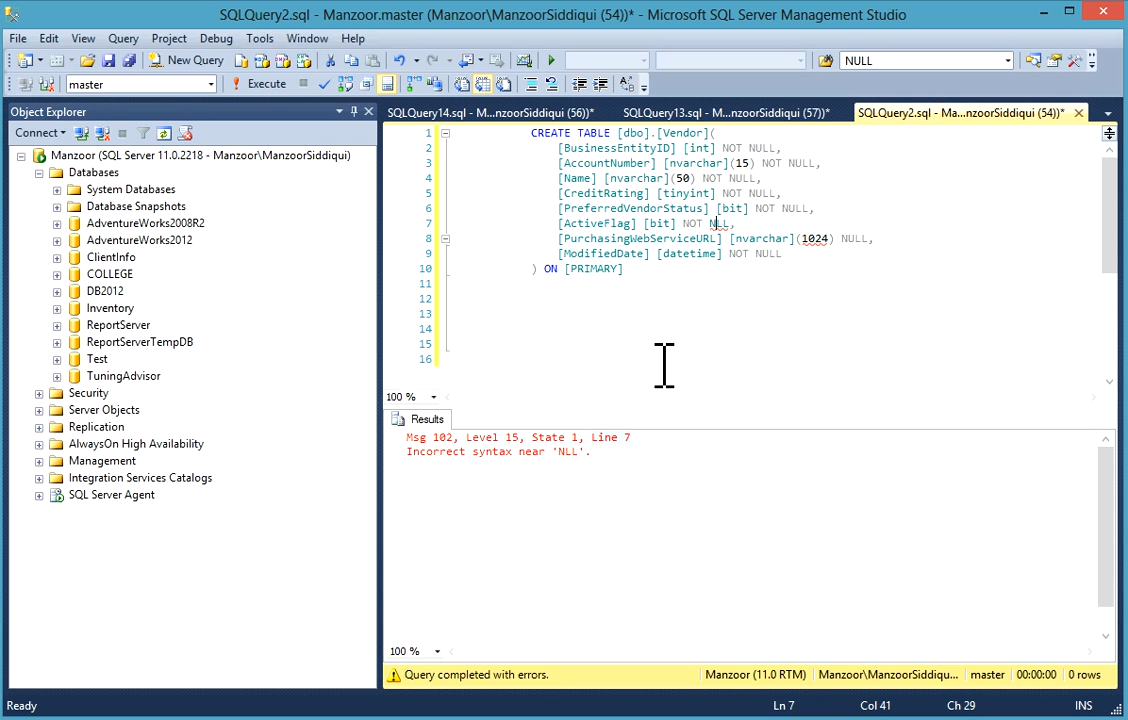 SQLQuery2.sql - Manzoor.master (Manzoor\ManzoorSiddiqui (54))* - Microsoft SQL Server Management Studio
File Edit View Query Project Debug Tools Window Help
New Query NULL
master Execute
Object Explorer
Connect
Manzoor (SQL Server 11.0.2218 - Manzoor\ManzoorSiddiqui)
Databases
System Databases
Database Snapshots
AdventureWorks2008R2
AdventureWorks2012
ClientInfo
COLLEGE
DB2012
Inventory
ReportServer
ReportServerTempDB
Test
TuningAdvisor
Security
Server Objects
Replication
AlwaysOn High Availability
Management
Integration Services Catalogs
SQL Server Agent
SQLQuery14.sql - M...nzoorSiddiqui (56))* SQLQuery13.sql - M...nzoorSiddiqui (57))* SQLQuery2.sql - Ma...nzoorSiddiqui (54))*
1 CREATE TABLE [dbo].[Vendor](
2 [BusinessEntityID] [int] NOT NULL,
3 [AccountNumber] [nvarchar](15) NOT NULL,
4 [Name] [nvarchar](50) NOT NULL,
5 [CreditRating] [tinyint] NOT NULL,
6 [PreferredVendorStatus] [bit] NOT NULL,
7 [ActiveFlag] [bit] NOT NLL,
8 [PurchasingWebServiceURL] [nvarchar](1024) NULL,
9 [ModifiedDate] [datetime] NOT NULL
10 ) ON [PRIMARY]
11
12
13
14
15
16
100 %
Results
Msg 102, Level 15, State 1, Line 7
Incorrect syntax near 'NLL'.
100 %
Query completed with errors. Manzoor (11.0 RTM) Manzoor\ManzoorSiddiqu... master 00:00:00 0 rows
Ready Ln 7 Col 41 Ch 29 INS